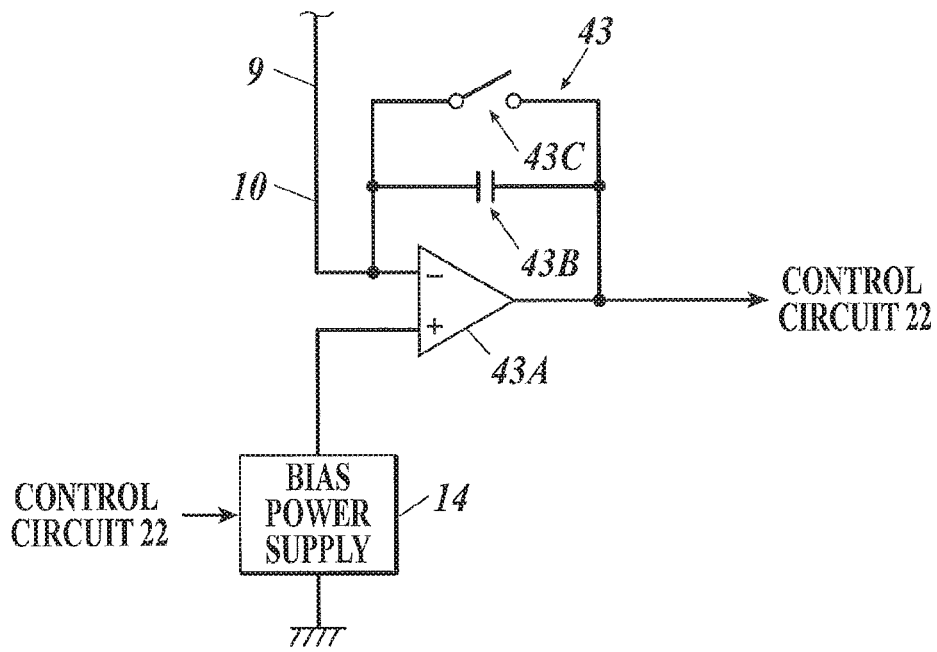 43
9
43C
10
43B
−
+
43A
CONTROL
CIRCUIT 22
BIAS
POWER
SUPPLY
14
CONTROL
CIRCUIT 22